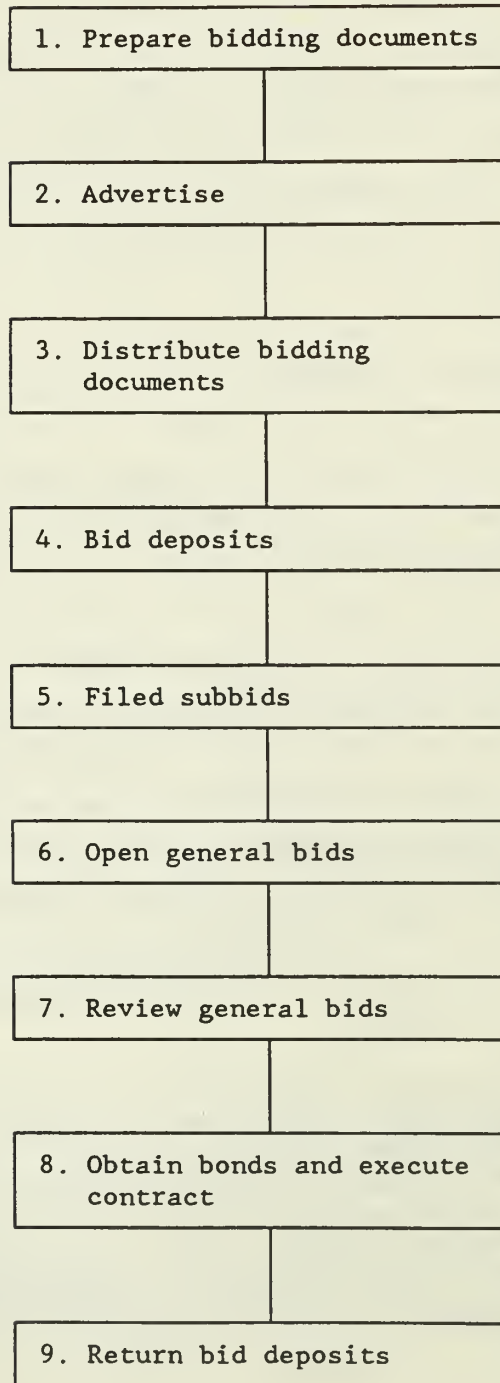 1. Prepare bidding documents
2. Advertise
3. Distribute bidding
documents
4. Bid deposits
5. Filed subbids
6. Open general bids
7. Review general bids
8. Obtain bonds and execute
contract
9. Return bid deposits